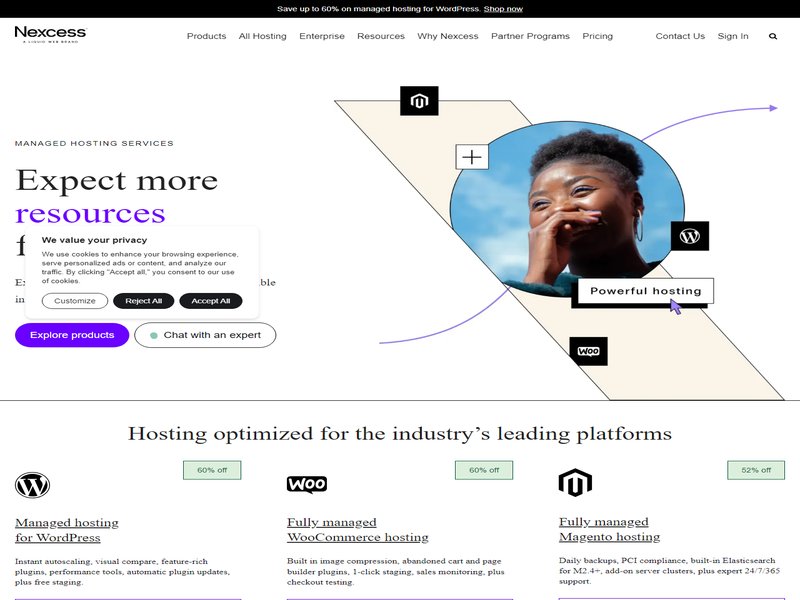 Save up to 60% on managed hosting for WordPress. Shop now
Nexcess
A LIQUID WEB BRAND
Products All Hosting Enterprise Resources Why Nexcess Partner Programs Pricing Contact Us Sign In
MANAGED HOSTING SERVICES
Expect more
resources
We value your privacy
We use cookies to enhance your browsing experience,
serve personalized ads or content, and analyze our
traffic. By clicking "Accept all," you consent to our use
of cookies.
Customize Reject All Accept All
Explore products Chat with an expert
Powerful hosting
WOO
Hosting optimized for the industry’s leading platforms
60% off
60% off
52% off
WOO
Managed hosting
for WordPress
Instant autoscaling, visual compare, feature-rich
plugins, performance tools, automatic plugin updates,
plus free staging.
Fully managed
WooCommerce hosting
Built in image compression, abandoned cart and page
builder plugins, 1-click staging, sales monitoring, plus
checkout testing.
Fully managed
Magento hosting
Daily backups, PCI compliance, built-in Elasticsearch
for M2.4+, add-on server clusters, plus expert 24/7/365
support.